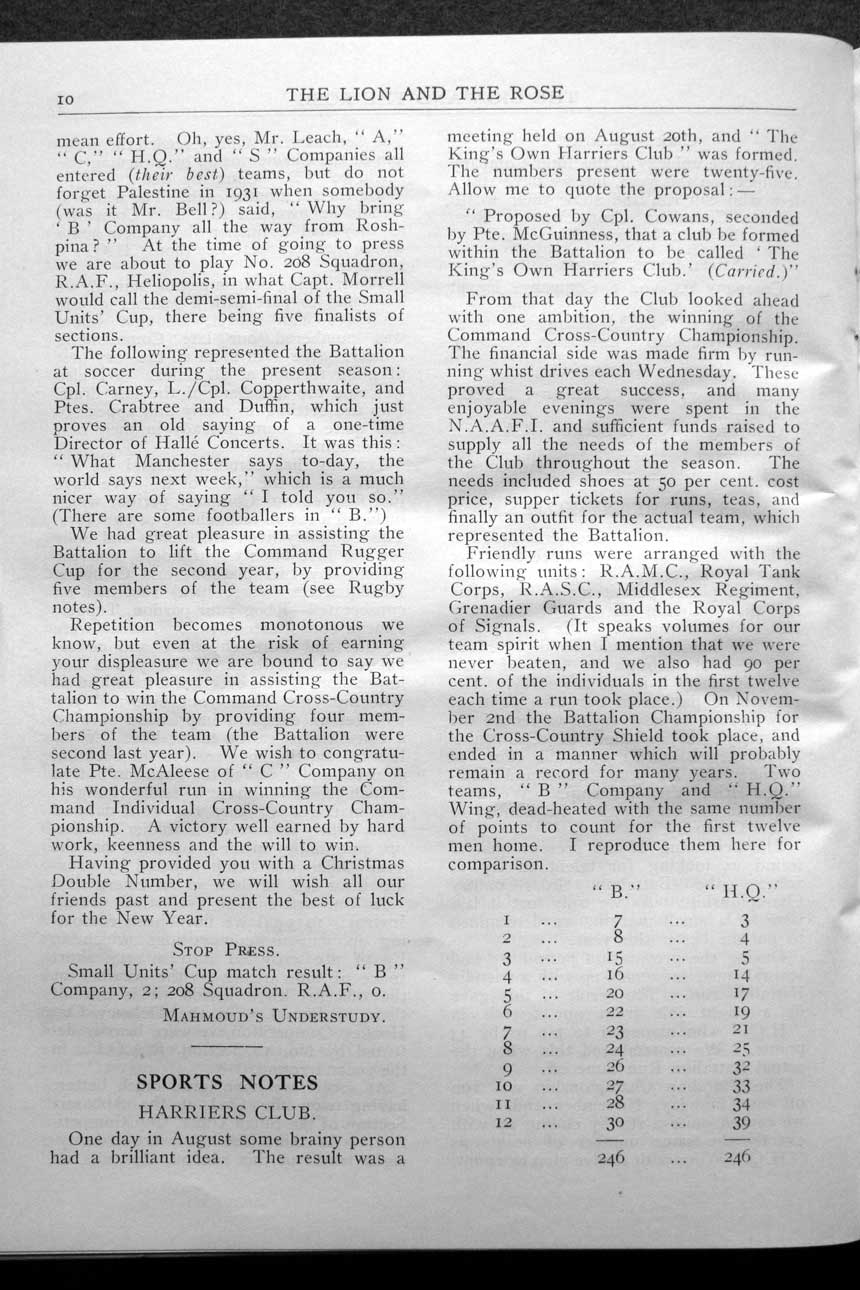 10
THE LION AND THE ROSE
mean effort. Oh, yes, Mr. Leach, “ A,”
“ C,” “ H.Q.” and “ S ” Companies all
entered (their best) teams, but do not
forget Palestine in 1931 when somebody
(was it Mr. Bell?) said, “ Why bring
‘ B ’ Company all the way from Rosh-
pina? ” At the time of going to press
we are about to play No. 208 Squadron,
R.A.F., Heliopolis, in what Capt. Morrell
would call the demi-semi-final of the Small
Units’ Cup, there being five finalists of
sections.
The following represented the Battalion
at soccer during the present season:
Cpl. Carney, L./Cpl. Copperthwaite, and
Ptes. Crabtree and Duffin, which just
proves an old saying of a one-time
Director of Hallé Concerts. It was this:
“ What Manchester says to-day, the
world says next week,” which is a much
nicer way of saying “ I told you so.”
(There are some footballers in “ B.”)
We had great pleasure in assisting the
Battalion to lift the Command Rugger
Cup for the second year, by providing
five members of the team (see Rugby
notes).
Repetition becomes monotonous we
know, but even at the risk of earning
your displeasure we are bound to say we
had great pleasure in assisting the Bat-
talion to win the Command Cross-Country
Championship by providing four mem-
bers of the team (the Battalion were
second last year). We wish to congratu-
late Pte. McAleese of “ C ” Company on
his wonderful run in winning the Com-
mand Individual Cross-Country Cham-
pionship. A victory well earned by hard
work, keenness and the will to win.
Having provided you with a Christmas
Double Number, we will wish all our
friends past and present the best of luck
for the New Year.
STOP PRESS.
Small Units’ Cup match result: “ B ”
Company, 2; 208 Squadron. R.A.F., 0.
MAHMOUD’S UNDERSTUDY.
SPORTS NOTES
HARRIERS CLUB.
One day in August some brainy person
had a brilliant idea. The result was a
meeting held on August 20th, and “ The
King’s Own Harriers Club ” was formed.
The numbers present were twenty-five.
Allow me to quote the proposal: —
“ Proposed by Cpl. Cowans, seconded
by Pte. McGuinness, that a club be formed
within the Battalion to be called ‘ The
King’s Own Harriers Club.’ (Carried.)”
From that day the Club looked ahead
with one ambition, the winning of the
Command Cross-Country Championship.
The financial side was made firm by run-
ning whist drives each Wednesday. These
proved a great success, and many
enjoyable evenings were spent in the
N.A.A.F.I. and sufficient funds raised to
supply all the needs of the members of
the Club throughout the season. The
needs included shoes at 50 per cent. cost
price, supper tickets for runs, teas, and
finally an outfit for the actual team, which
represented the Battalion.
Friendly runs were arranged with the
following units: R.A.M.C., Royal Tank
Corps, R.A.S.C., Middlesex Regiment,
Grenadier Guards and the Royal Corps
of Signals. (It speaks volumes for our
team spirit when I mention that we were
never beaten, and we also had 90 per
cent. of the individuals in the first twelve
each time a run took place.) On Novem-
ber 2nd the Battalion Championship for
the Cross-Country Shield took place, and
ended in a manner which will probably
remain a record for many years. Two
teams, “ B ” Company and “ H.Q.”
Wing, dead-heated with the same number
of points to count for the first twelve
men home. I reproduce them here for
comparison.
“ B.” “ H.Q.”
1 ... 7 ... 3
2 ... 8 ... 4
3 ... 15 ... 5
4 ... 16 ... 14
5 ... 20 ... 17
6 ... 22 ... 19
7 ... 23 ... 21
8 ... 24 ... 25
9 ... 26 ... 32
10 ... 27 ... 33
11 ... 28 ... 34
12 ... 30 ... 39
246 ... 246